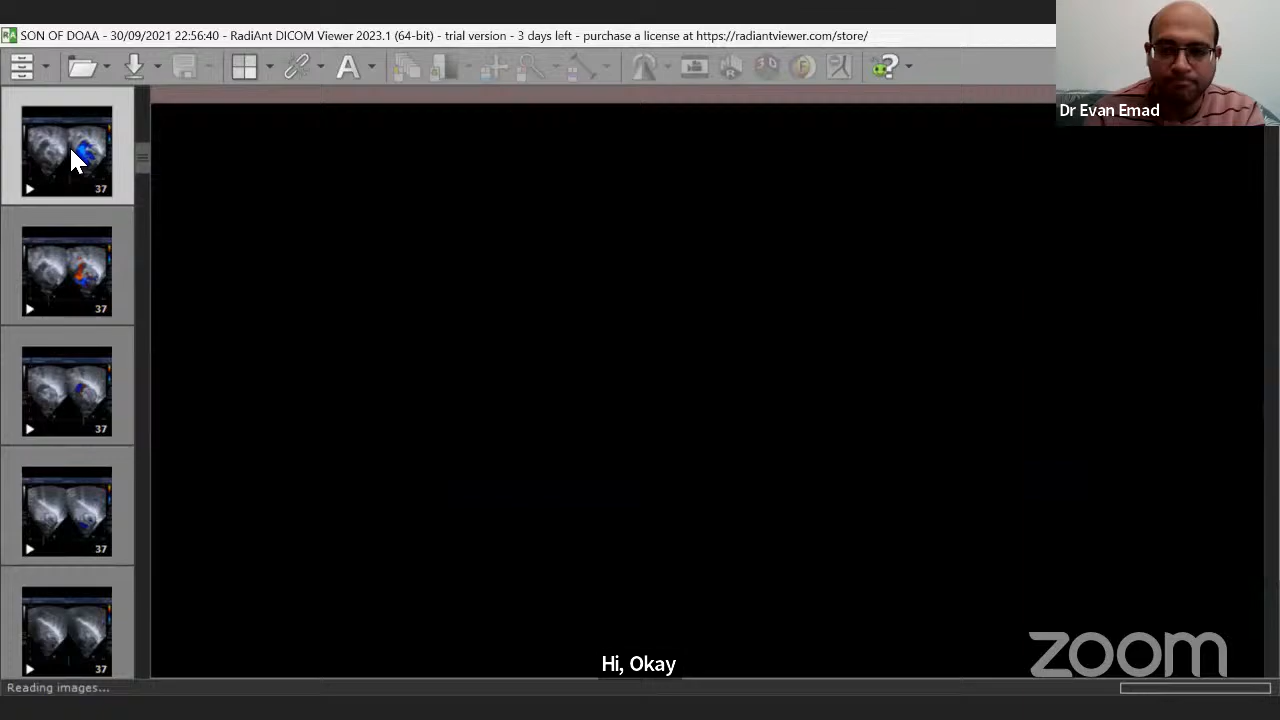 SON OF DOAA - 30/09/2021 22:56:40 - RadiAnt DICOM Viewer 2023.1 (64-bit) - trial version - 3 days left - purchase a license at https://radiantviewer.com/store/
Dr Evan Emad
37
37
37
37
37
Hi, Okay
zoom
Reading images...